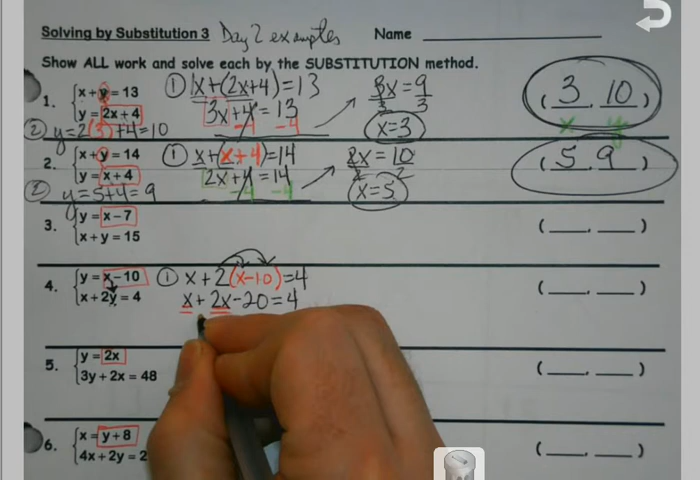 Solving by Substitution 3 Day 2 examples Name
Show ALL work and solve each by the SUBSTITUTION method.
1. x + y = 13 ① 1x+(2x+4)=13 3x=9 (3, 10)
y = 2x + 4 3x+4=13 3 3 x y
② y=2(3)+4=10 -4 -4 x=3
2. x + y = 14 ① x+(x+4)=14 2x=10 (5, 9)
y = x + 4 2x+4=14 2 2
② y=5+4=9 -4 -4 x=5
3. y = x - 7 ( , )
x + y = 15
4. y = x - 10 ① x+2(x-10)=4 ( , )
x + 2y = 4 x+2x-20=4
5. y = 2x ( , )
3y + 2x = 48
6. x = y + 8 ( , )
4x + 2y = 2